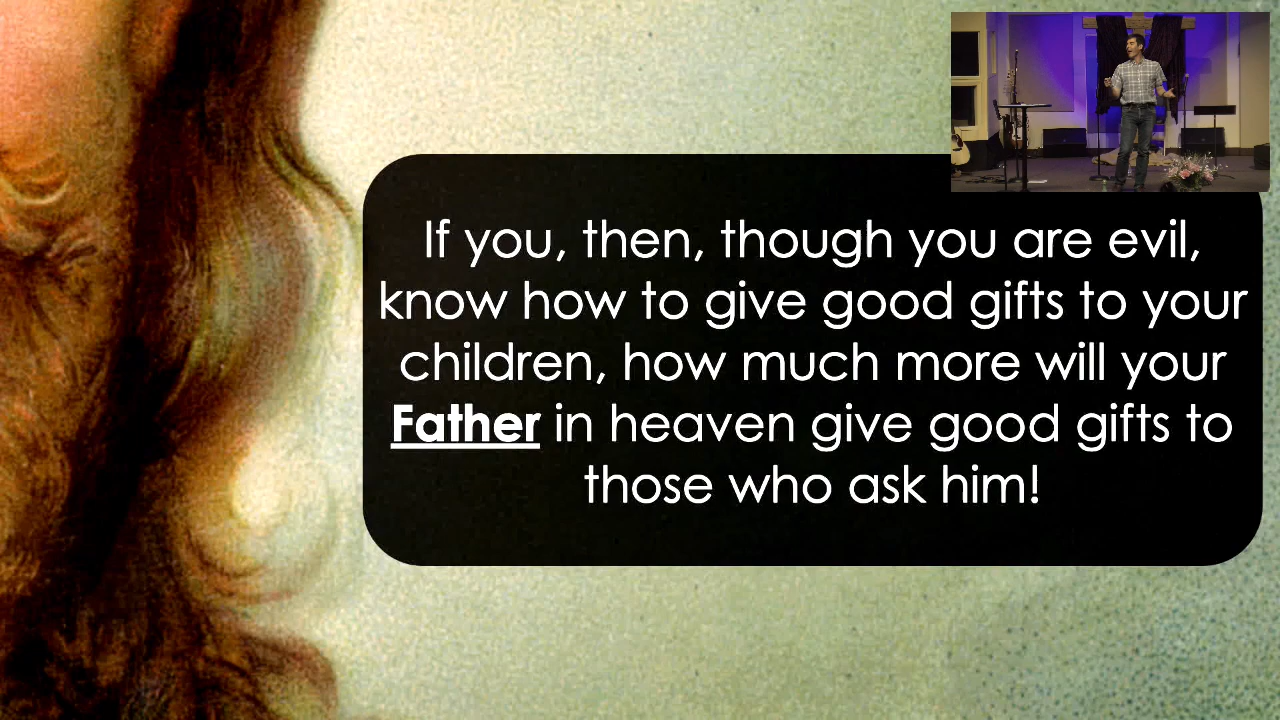 If you, then, though you are evil,
know how to give good gifts to your
children, how much more will your
Father in heaven give good gifts to
those who ask him!